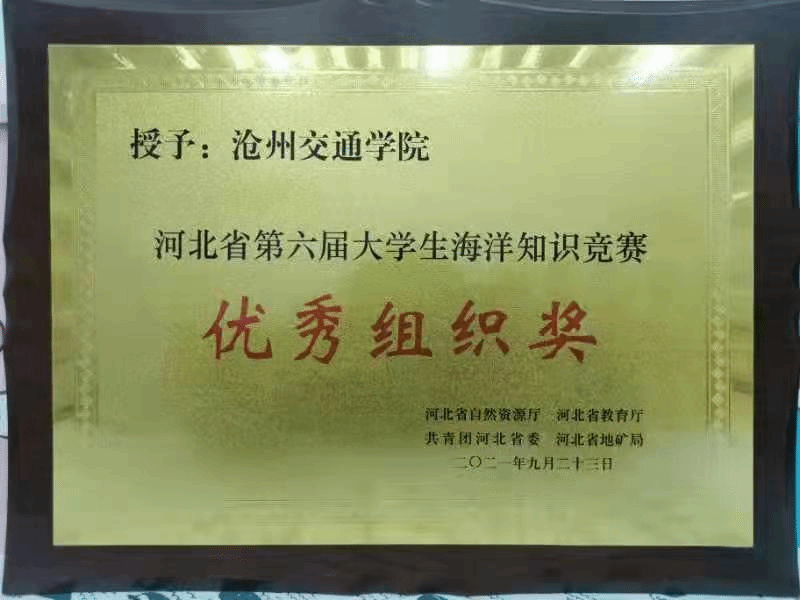 授予：沧州交通学院
河北省第六届大学生海洋知识竞赛
优秀组织奖
河北省自然资源厅 河北省教育厅
共青团河北省委 河北省地矿局
二〇二一年九月二十三日